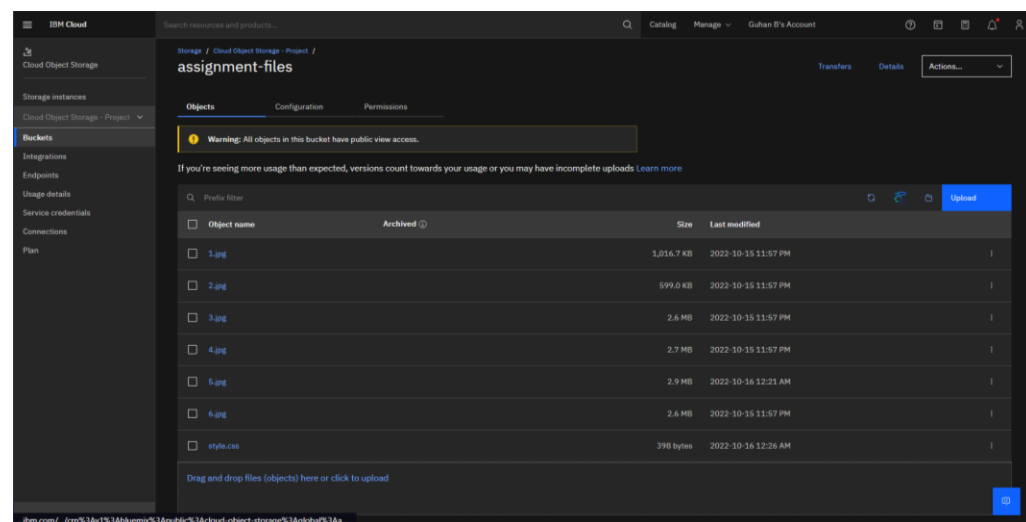 IBM Cloud
Search resources and products...
Catalog
Manage
Guhan B's Account
Cloud Object Storage
Storage instances
Cloud Object Storage - Project
Buckets
Integrations
Endpoints
Usage details
Service credentials
Connections
Plan
Storage / Cloud Object Storage - Project /
assignment-files
Transfers
Details
Actions...
Objects
Configuration
Permissions
Warning: All objects in this bucket have public view access.
If you're seeing more usage than expected, versions count towards your usage or you may have incomplete uploads Learn more
Prefix filter
Upload
Object name Archived Size Last modified
1.jpg 1,016.7 KB 2022-10-15 11:57 PM
2.jpg 599.0 KB 2022-10-15 11:57 PM
3.jpg 2.6 MB 2022-10-15 11:57 PM
4.jpg 2.7 MB 2022-10-15 11:57 PM
5.jpg 2.9 MB 2022-10-16 12:21 AM
6.jpg 2.6 MB 2022-10-15 11:57 PM
style.css 398 bytes 2022-10-16 12:26 AM
Drag and drop files (objects) here or click to upload